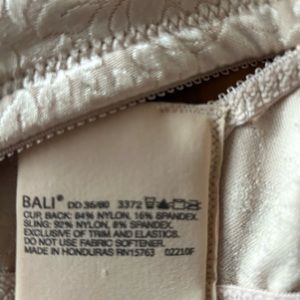 BALI® DD 36/80 3372
CUP, BACK: 84% NYLON, 16% SPANDEX.
SLING: 92% NYLON, 8% SPANDEX.
EXCLUSIVE OF TRIM AND ELASTICS.
DO NOT USE FABRIC SOFTENER.
MADE IN HONDURAS RN15763 02210F